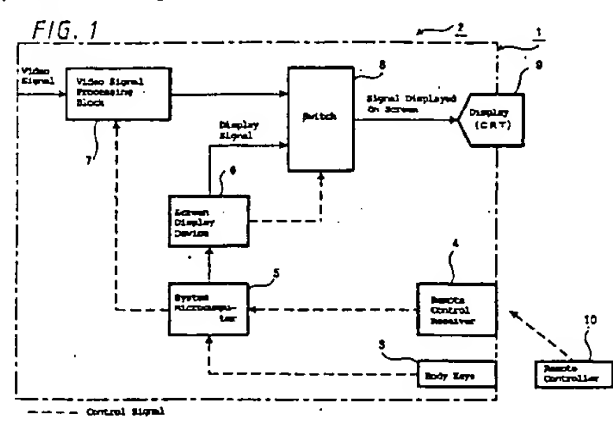 FIG. 1
2
1
Video
Signal
Video Signal
Processing
Block
7
8
Switch
Signal Displayed
On Screen
9
Display
(CRT)
Display
Signal
6
Screen
Display
Device
5
System
Microcomputer
4
Remote
Control
Receiver
3
Body Keys
10
Remote
Controller
Control Signal